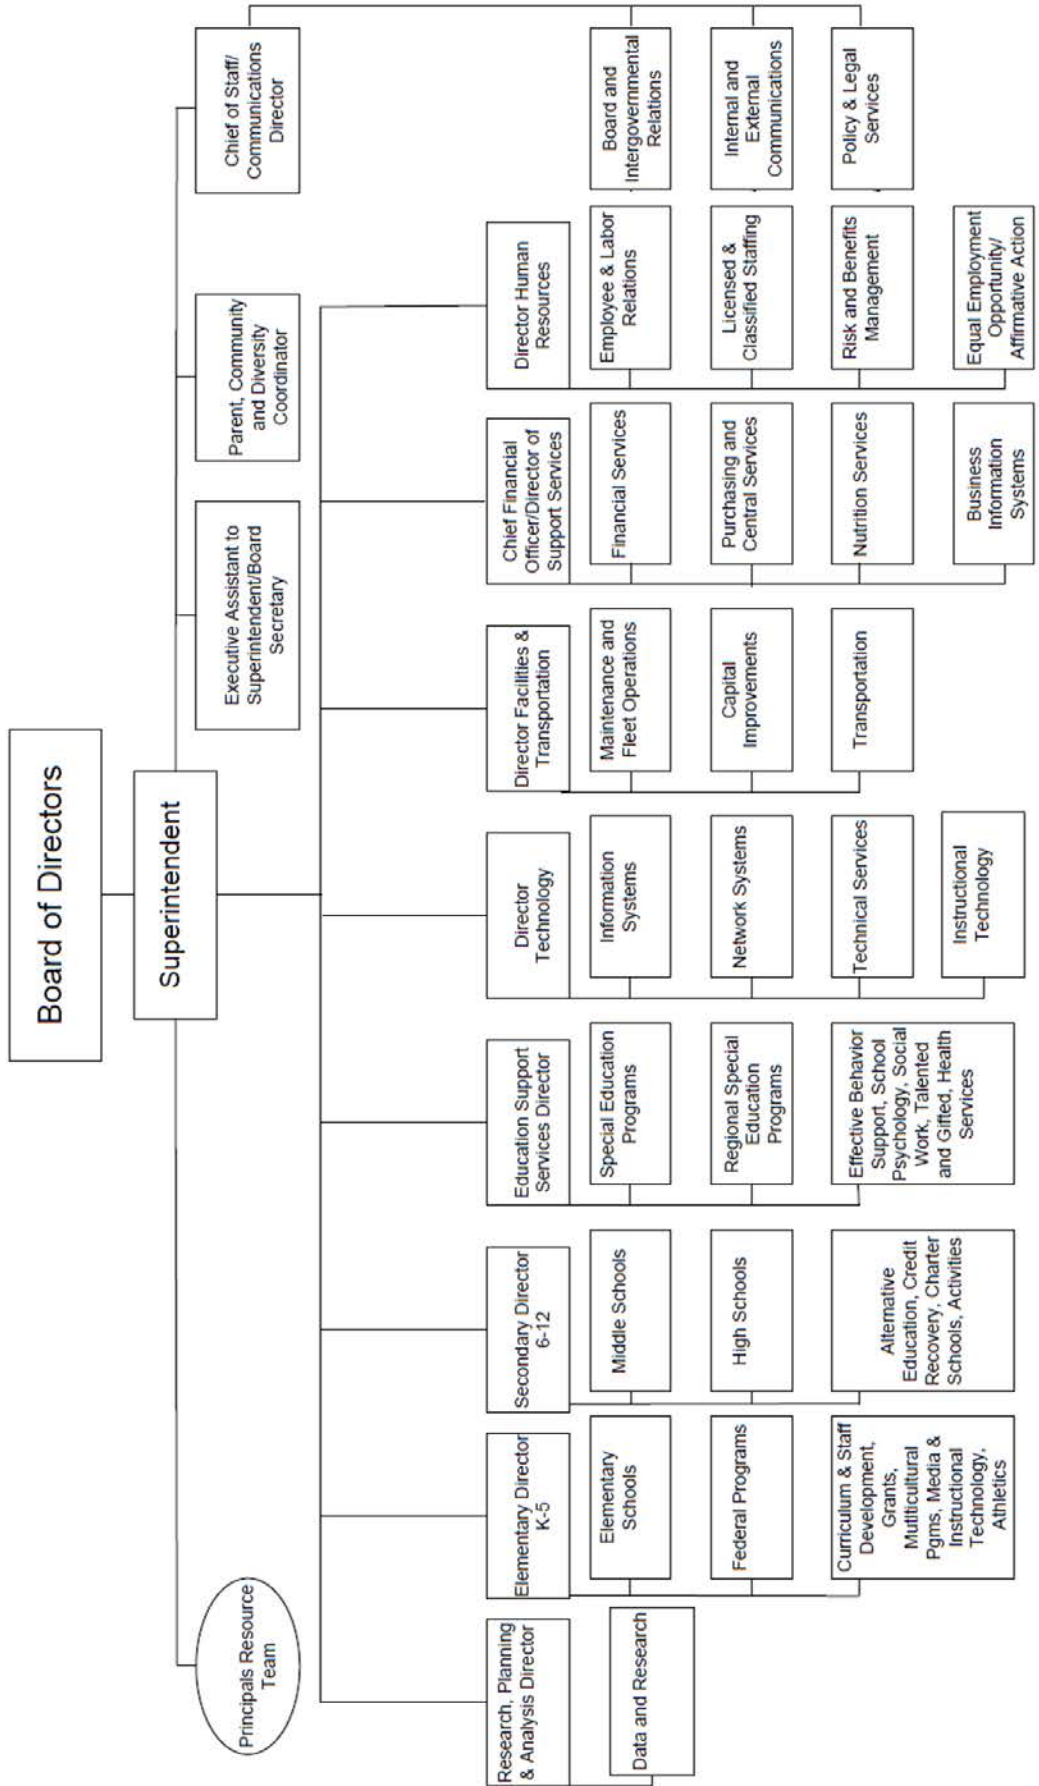 Board of Directors
Superintendent
Principals Resource
Team
Executive Assistant to
Superintendent/Board
Secretary
Parent, Community
and Diversity
Coordinator
Chief of Staff/
Communications
Director
Research, Planning
& Analysis Director
Data and Research
Elementary Director
K-5
Elementary
Schools
Federal Programs
Curriculum & Staff
Development,
Grants,
Mutlticultural
Pgms, Media &
Instructional
Technology,
Athletics
Secondary Director
6-12
Middle Schools
High Schools
Alternative
Education, Credit
Recovery, Charter
Schools, Activities
Education Support
Services Director
Special Education
Programs
Regional Special
Education
Programs
Effective Behavior
Support, School
Psychology, Social
Work, Talented
and Gifted, Health
Services
Director
Technology
Information
Systems
Network Systems
Technical Services
Instructional
Technology
Director Facilities &
Transportation
Maintenance and
Fleet Operations
Capital
Improvements
Transportation
Chief Financial
Officer/Director of
Support Services
Financial Services
Purchasing and
Central Services
Nutrition Services
Business
Information
Systems
Director Human
Resources
Employee & Labor
Relations
Licensed &
Classified Staffing
Risk and Benefits
Management
Equal Employment
Opportunity/
Affirmative Action
Board and
Intergovernmental
Relations
Internal and
External
Communications
Policy & Legal
Services